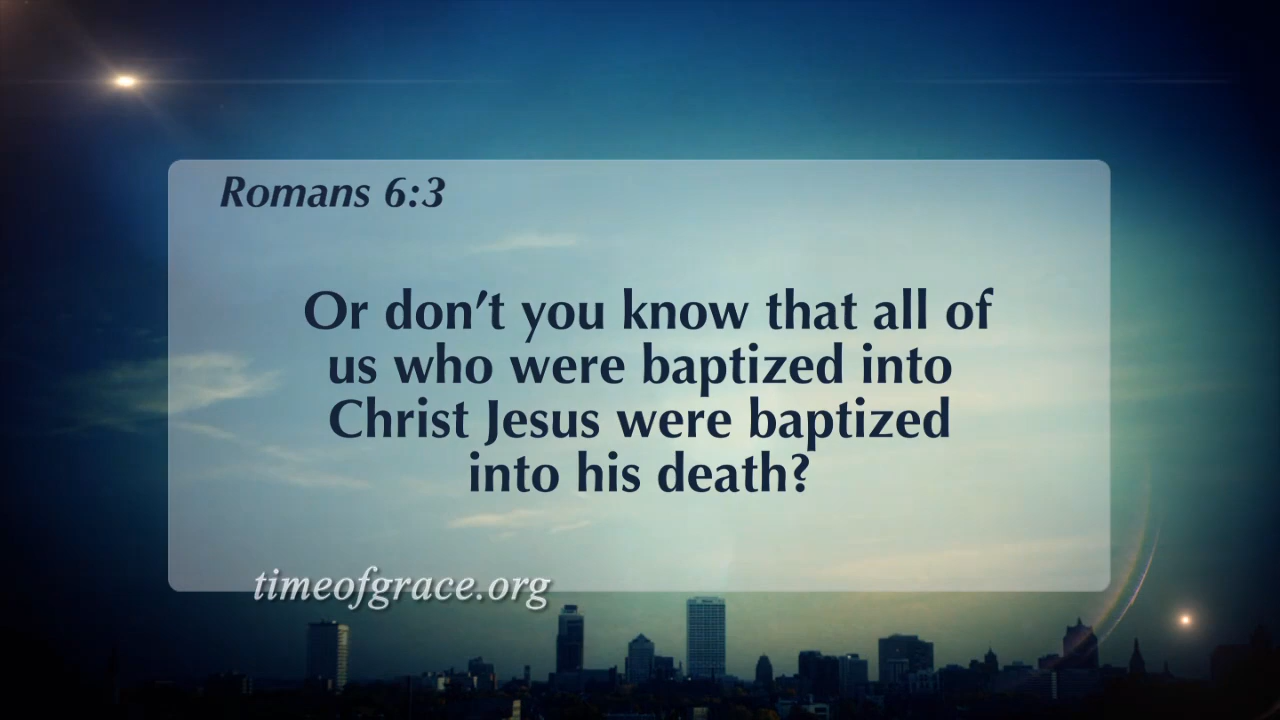 Romans 6:3
Or don't you know that all of
us who were baptized into
Christ Jesus were baptized
into his death?
timeofgrace.org